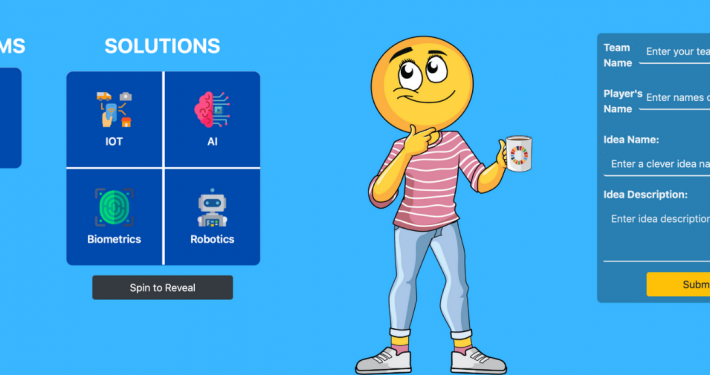 MS
SOLUTIONS
IOT
AI
Biometrics
Robotics
Spin to Reveal
Team
Name
Enter your tea
Player's
Name
Enter names o
Idea Name:
Enter a clever idea na
Idea Description:
Enter idea description
Subm